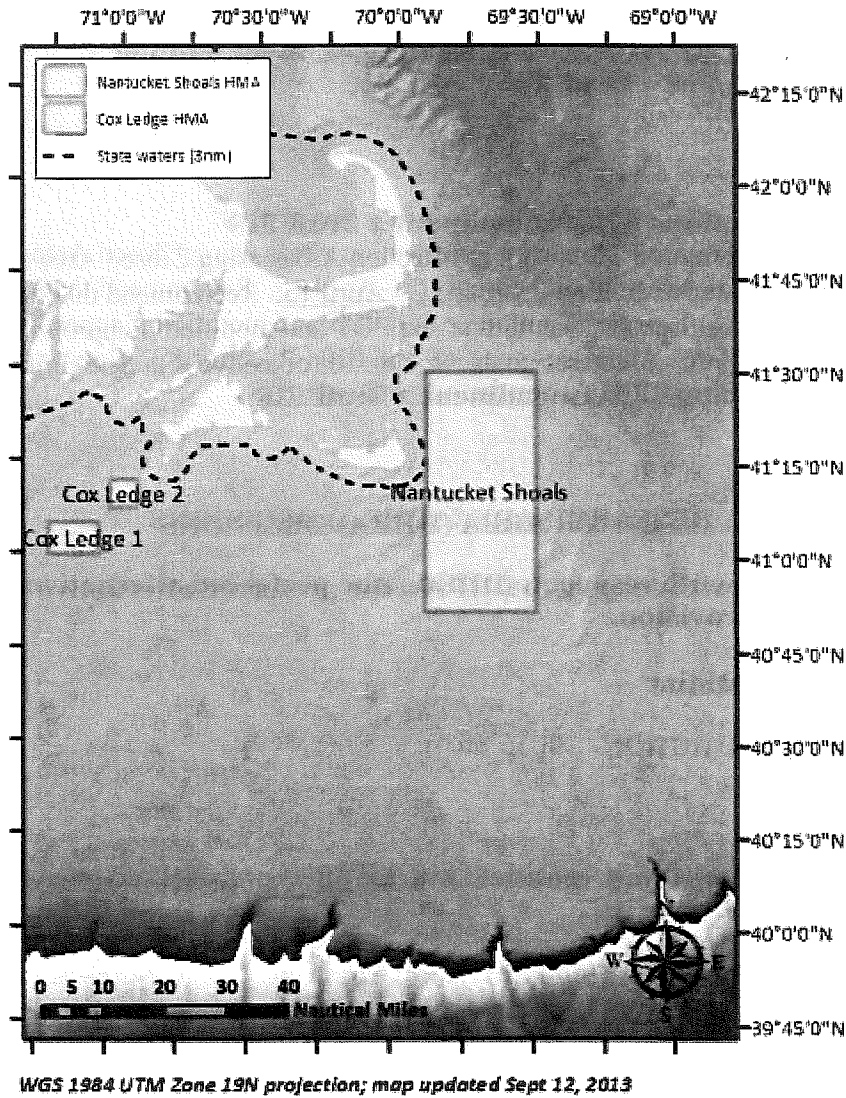 71°0'0"W 70°30'0"W 70°0'0"W 69°30'0"W 69°0'0"W
Nantucket Shoals HMA
Cox Ledge HMA
State waters (3nm)
42°15'0"N
42°0'0"N
41°45'0"N
41°30'0"N
41°15'0"N
Cox Ledge 2
Nantucket Shoals
Cox Ledge 1
41°0'0"N
40°45'0"N
40°30'0"N
40°15'0"N
40°0'0"N
N
W E
S
0 5 10 20 30 40
Nautical Miles
39°45'0"N
WGS 1984 UTM Zone 19N projection; map updated Sept 12, 2013